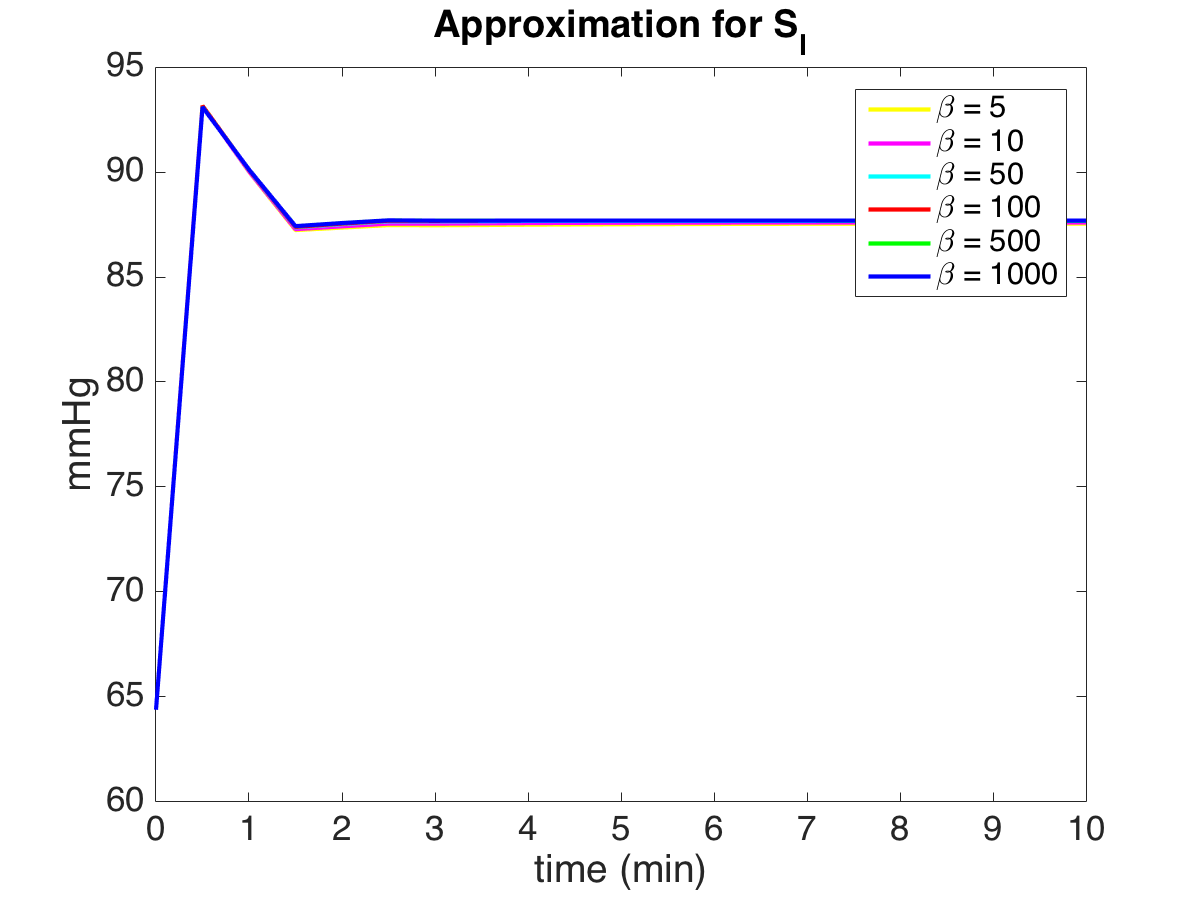 Approximation for S_I
95
90
85
80
75
70
65
60
mmHg
β = 5
β = 10
β = 50
β = 100
β = 500
β = 1000
0 1 2 3 4 5 6 7 8 9 10
time (min)